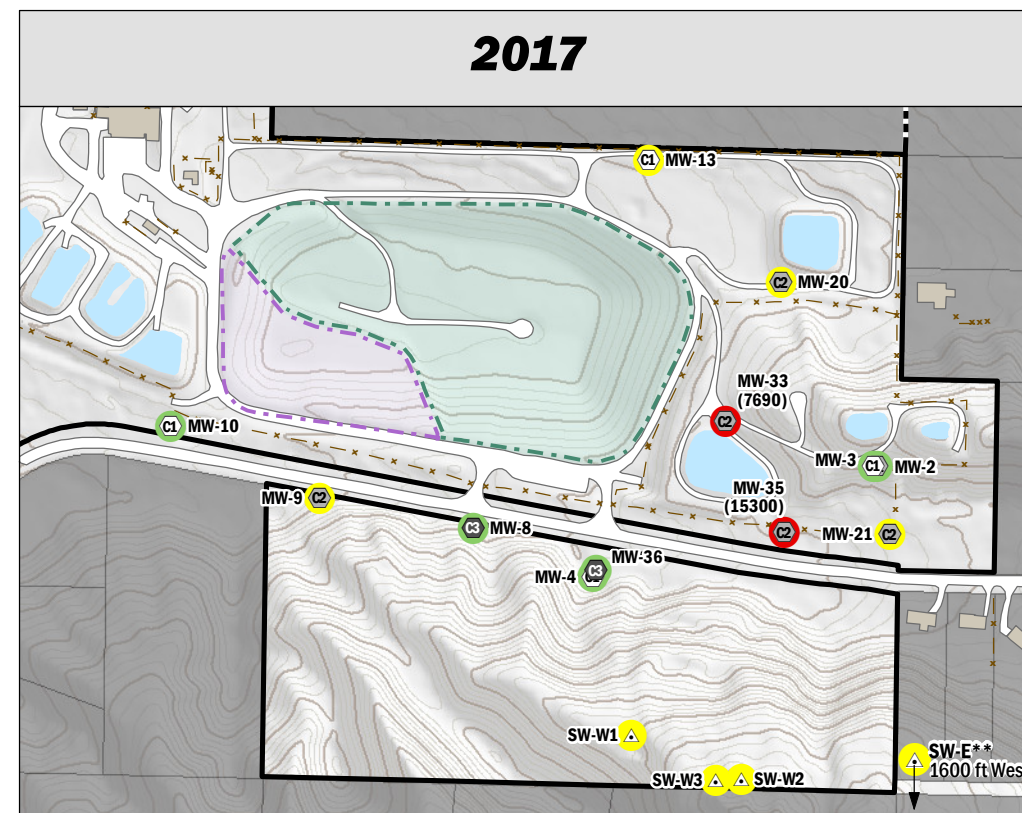 2017
C1 MW-13
C2 MW-20
MW-33
(7690)
C2
C1 MW-10
MW-3 C1 MW-2
MW-35
(15300)
MW-9 C2
C3 MW-8
C2
MW-21 C2
MW-36
C3
MW-4
SW-W1
SW-E**
1600 ft Wes
SW-W3
SW-W2